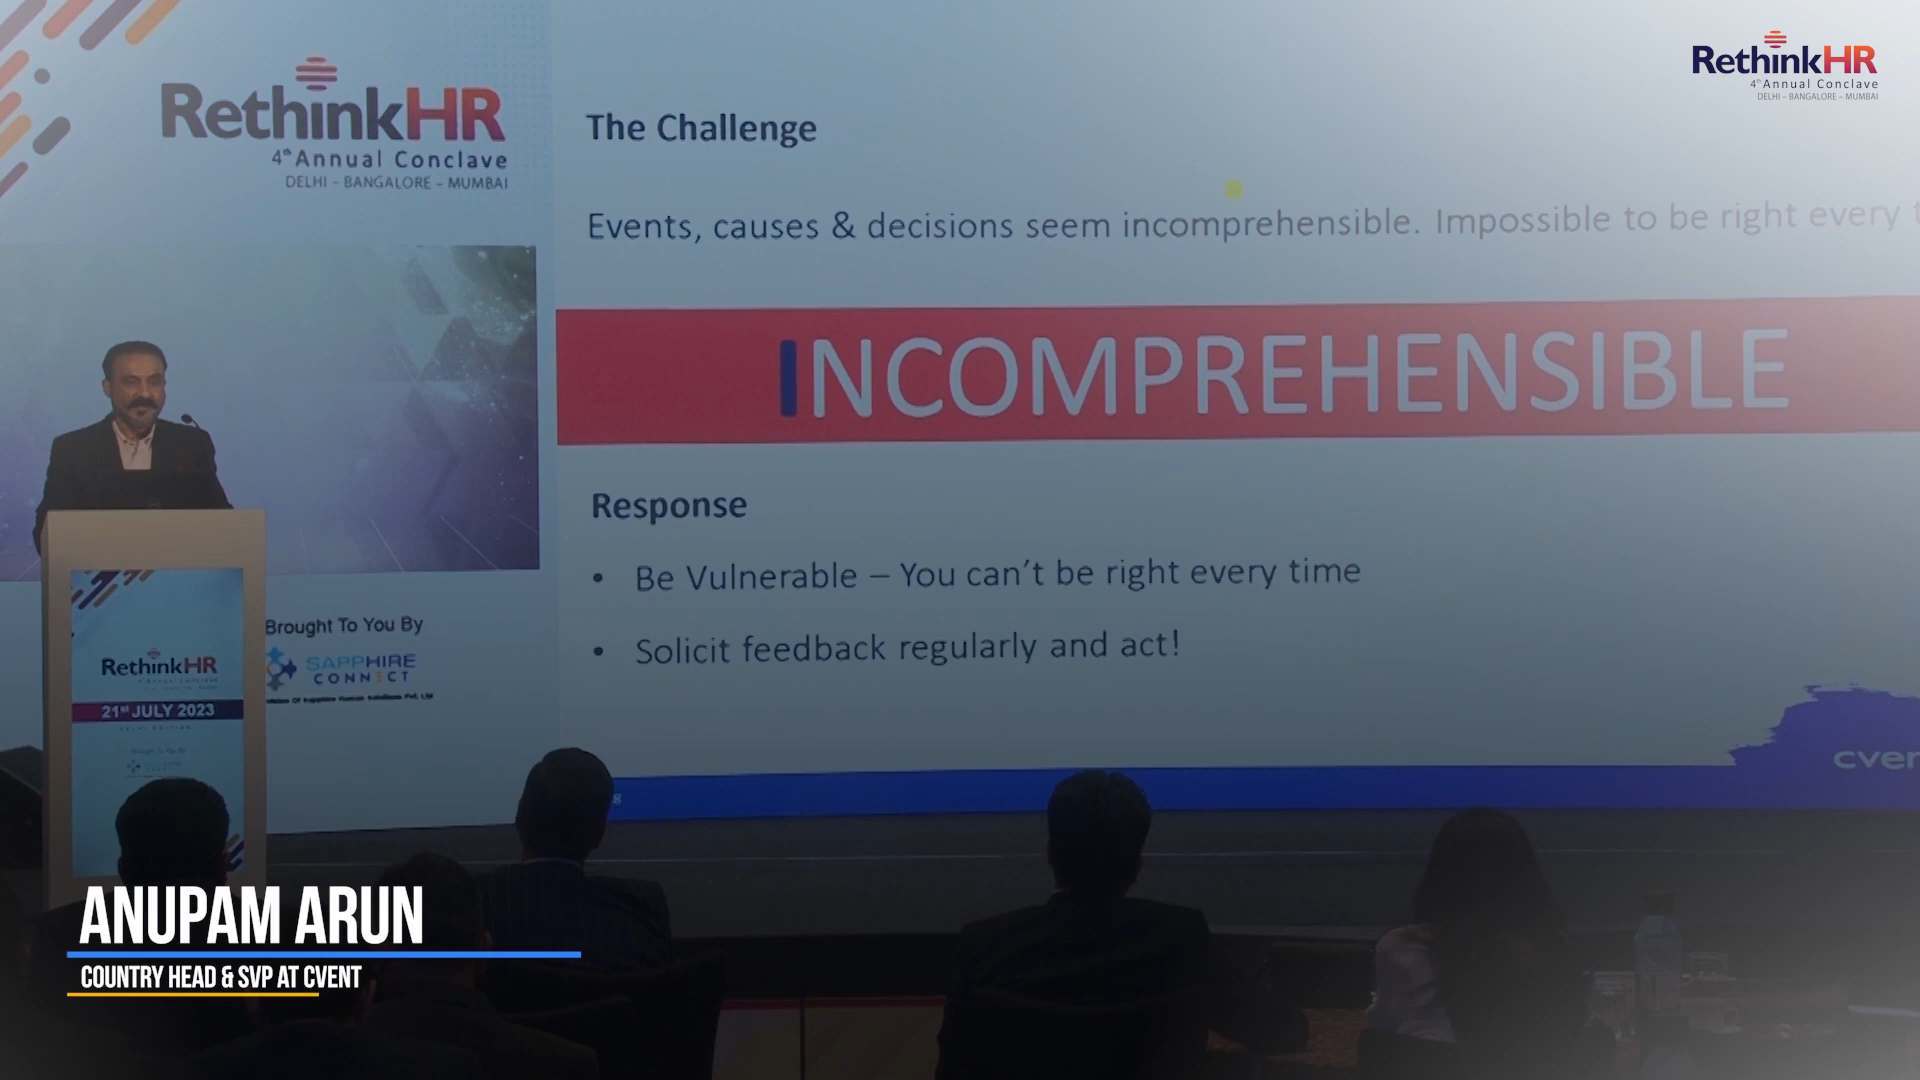 RethinkHR
4th Annual Conclave
DELHI – BANGALORE – MUMBAI
RethinkHR
4th Annual Conclave
DELHI – BANGALORE – MUMBAI
The Challenge
Events, causes & decisions seem incomprehensible. Impossible to be right every t
INCOMPREHENSIBLE
Response
• Be Vulnerable – You can't be right every time
• Solicit feedback regularly and act!
cven
8
Brought To You By
SAPPHIRE
CONNECT
RethinkHR
21st JULY 2023
ANUPAM ARUN
COUNTRY HEAD & SVP AT CVENT